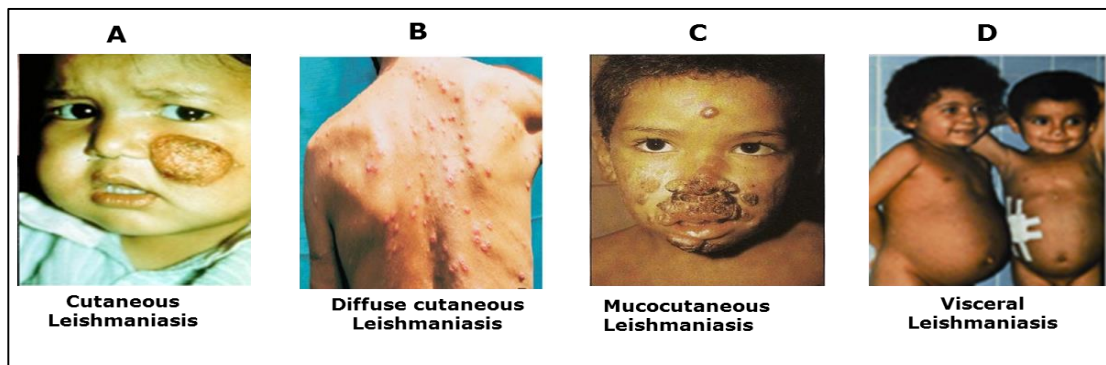 A
B
C
D
Cutaneous
Leishmaniasis
Diffuse cutaneous
Leishmaniasis
Mucocutaneous
Leishmaniasis
Visceral
Leishmaniasis